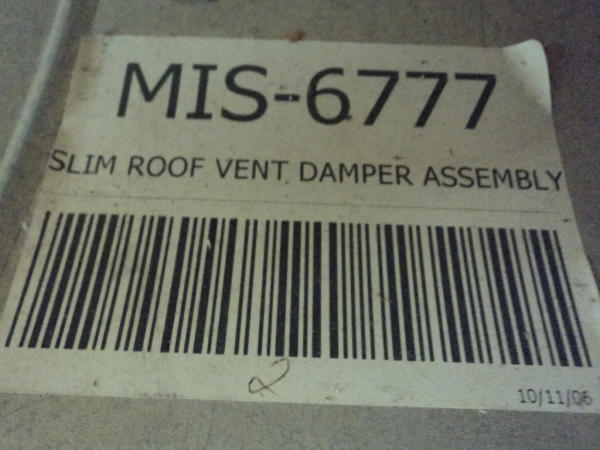 MIS-6777
SLIM ROOF VENT DAMPER ASSEMBLY
2
10/11/06